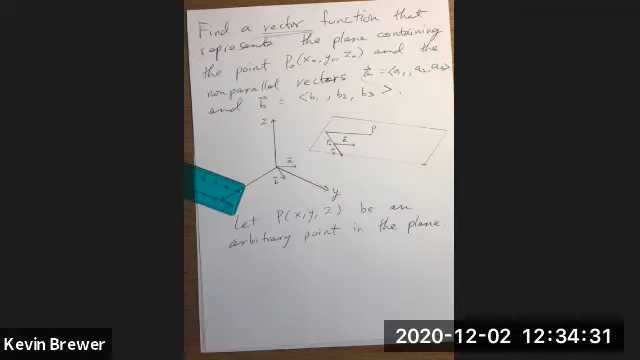 Find a vector function that
represents the plane containing
the point P₀(x₀, y₀, z₀) and the
nonparallel vectors a = <a₁, a₂, a₃>
and b = <b₁, b₂, b₃>.
z
P
P₀ a
b
a
b
y
Let P(x, y, z) be an
arbitrary point in the plane.
Kevin Brewer
2020-12-02 12:34:31